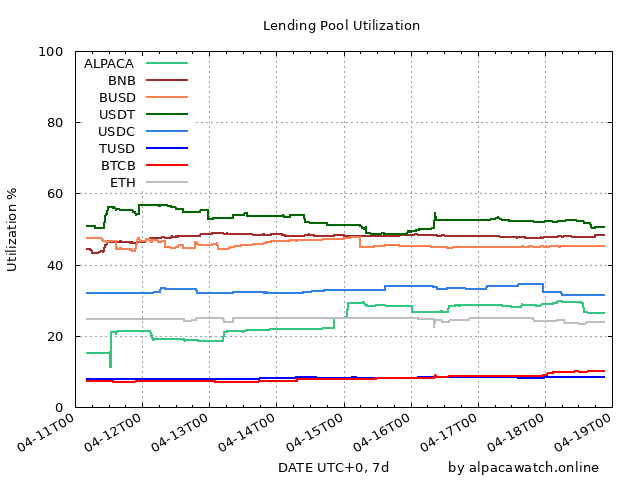 Lending Pool Utilization
100
80
60
40
20
0
Utilization %
ALPACA
BNB
BUSD
USDT
USDC
TUSD
BTCB
ETH
04-11T00
04-12T00
04-13T00
04-14T00
04-15T00
04-16T00
04-17T00
04-18T00
04-19T00
DATE UTC+0, 7d
by alpacawatch.online